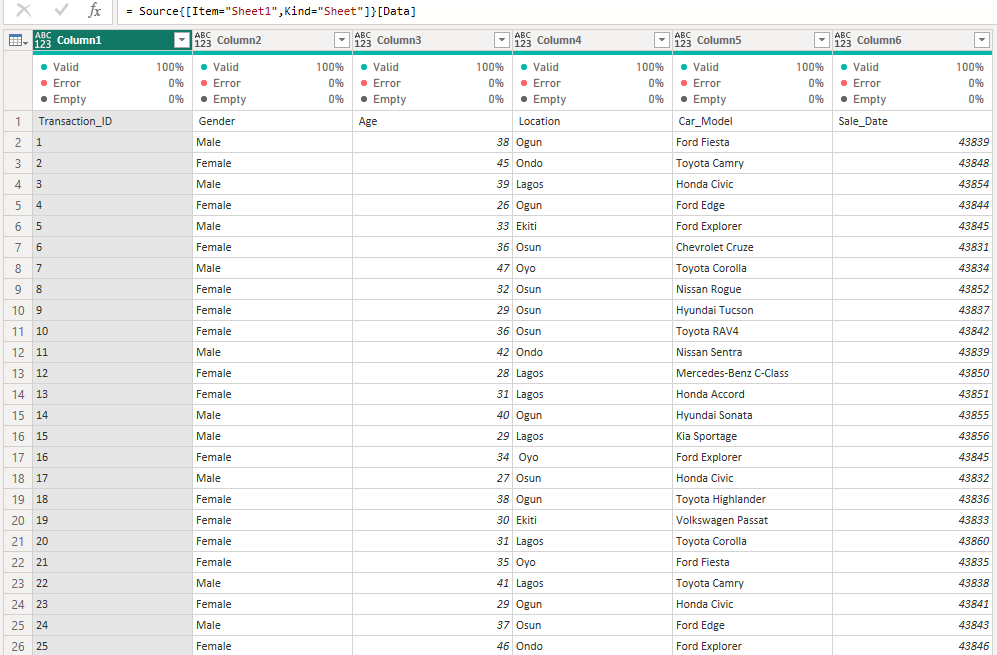 fx = Source{[Item="Sheet1",Kind="Sheet"]}[Data]
ABC 123 Column1 ABC 123 Column2 ABC 123 Column3 ABC 123 Column4 ABC 123 Column5 ABC 123 Column6
Valid 100% Valid 100% Valid 100% Valid 100% Valid 100% Valid 100%
Error 0% Error 0% Error 0% Error 0% Error 0% Error 0%
Empty 0% Empty 0% Empty 0% Empty 0% Empty 0% Empty 0%
1 Transaction_ID Gender Age Location Car_Model Sale_Date
2 1 Male 38 Ogun Ford Fiesta 43839
3 2 Female 45 Ondo Toyota Camry 43848
4 3 Male 39 Lagos Honda Civic 43854
5 4 Female 26 Ogun Ford Edge 43844
6 5 Male 33 Ekiti Ford Explorer 43845
7 6 Female 36 Osun Chevrolet Cruze 43831
8 7 Male 47 Oyo Toyota Corolla 43834
9 8 Female 32 Osun Nissan Rogue 43852
10 9 Female 29 Osun Hyundai Tucson 43837
11 10 Female 36 Osun Toyota RAV4 43842
12 11 Male 42 Ondo Nissan Sentra 43839
13 12 Female 28 Lagos Mercedes-Benz C-Class 43850
14 13 Female 31 Lagos Honda Accord 43851
15 14 Male 40 Ogun Hyundai Sonata 43855
16 15 Male 29 Lagos Kia Sportage 43856
17 16 Female 34 Oyo Ford Explorer 43845
18 17 Male 27 Osun Honda Civic 43832
19 18 Female 38 Ogun Toyota Highlander 43836
20 19 Female 30 Ekiti Volkswagen Passat 43833
21 20 Female 31 Lagos Toyota Corolla 43860
22 21 Female 35 Oyo Ford Fiesta 43835
23 22 Male 41 Lagos Toyota Camry 43838
24 23 Female 29 Ogun Honda Civic 43841
25 24 Male 37 Osun Ford Edge 43843
26 25 Female 46 Ondo Ford Explorer 43846